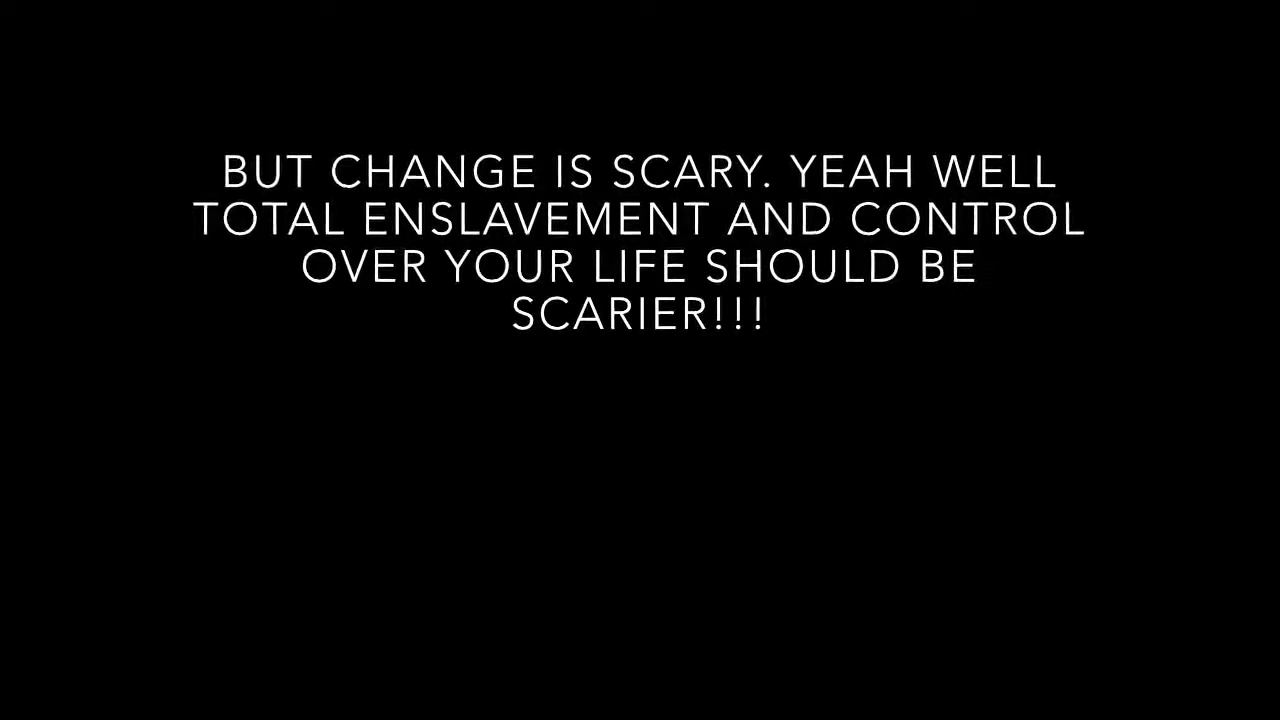 BUT CHANGE IS SCARY. YEAH WELL
TOTAL ENSLAVEMENT AND CONTROL
OVER YOUR LIFE SHOULD BE
SCARIER!!!